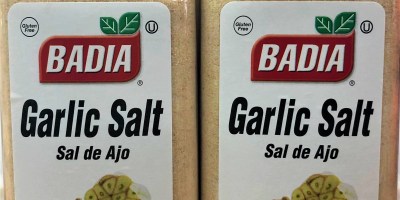 Gluten
Free
U
BADIA
®
Garlic Salt
Sal de Ajo
Gluten
Free
U
BADIA
®
Garlic Salt
Sal de Ajo